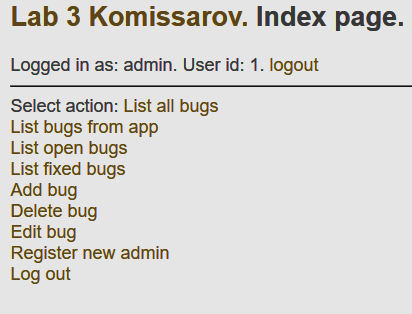 Lab 3 Komissarov. Index page.
Logged in as: admin. User id: 1. logout
Select action: List all bugs
List bugs from app
List open bugs
List fixed bugs
Add bug
Delete bug
Edit bug
Register new admin
Log out